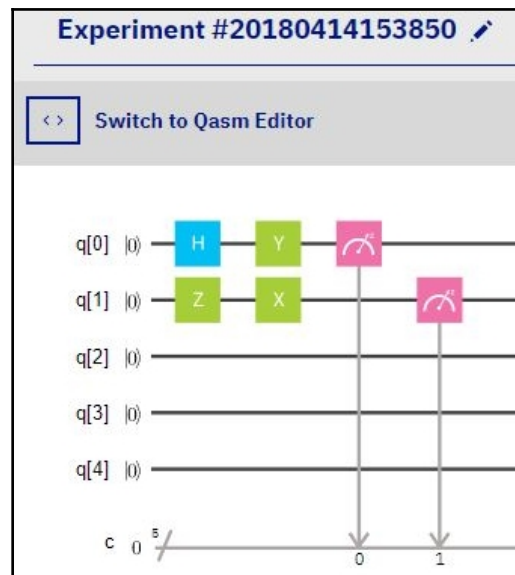 Experiment #20180414153850
<> Switch to Qasm Editor
q[0] |0⟩ H Y
q[1] |0⟩ Z X
q[2] |0⟩
q[3] |0⟩
q[4] |0⟩
c 0 5
0 1